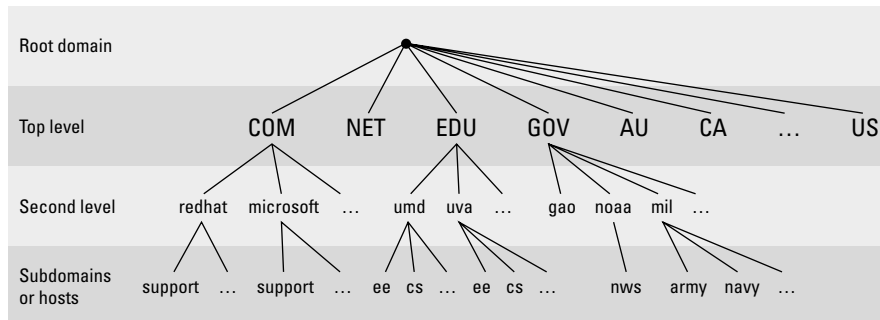 Root domain
Top level COM NET EDU GOV AU CA ... US
Second level redhat microsoft ... umd uva ... gao noaa mil ...
Subdomains
or hosts support ... support ... ee cs ... ee cs ... nws army navy ...